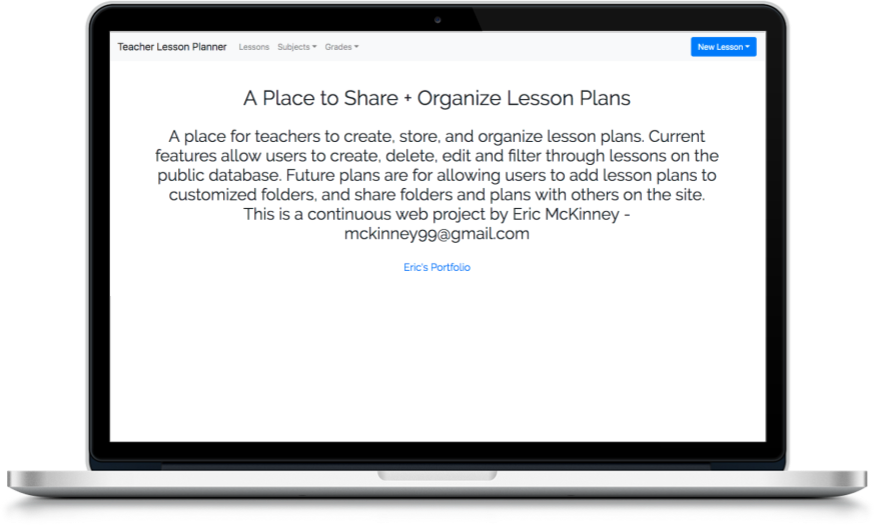 Teacher Lesson Planner Lessons Subjects Grades New Lesson
A Place to Share + Organize Lesson Plans
A place for teachers to create, store, and organize lesson plans. Current
features allow users to create, delete, edit and filter through lessons on the
public database. Future plans are for allowing users to add lesson plans to
customized folders, and share folders and plans with others on the site.
This is a continuous web project by Eric McKinney -
mckinney99@gmail.com
Eric's Portfolio